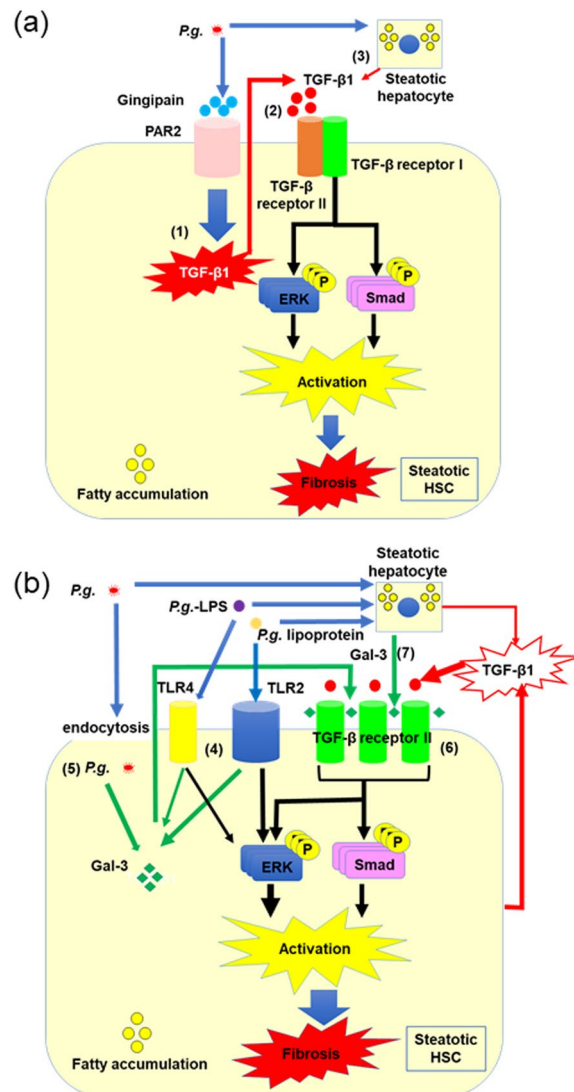 (a)
P.g.
(3)
TGF-β1
Steatotic
hepatocyte
Gingipain
(2)
PAR2
TGF-β receptor I
TGF-β
receptor II
(1)
TGF-β1
P
P
ERK
Smad
Activation
Fibrosis
Steatotic
HSC
Fatty accumulation
(b)
Steatotic
hepatocyte
P.g.
P.g.-LPS
P.g. lipoprotein
Gal-3
(7)
TGF-β1
TLR4
TLR2
endocytosis
TGF-β receptor II
(4)
(6)
(5) P.g.
P
P
Gal-3
ERK
Smad
Activation
Fibrosis
Steatotic
HSC
Fatty accumulation